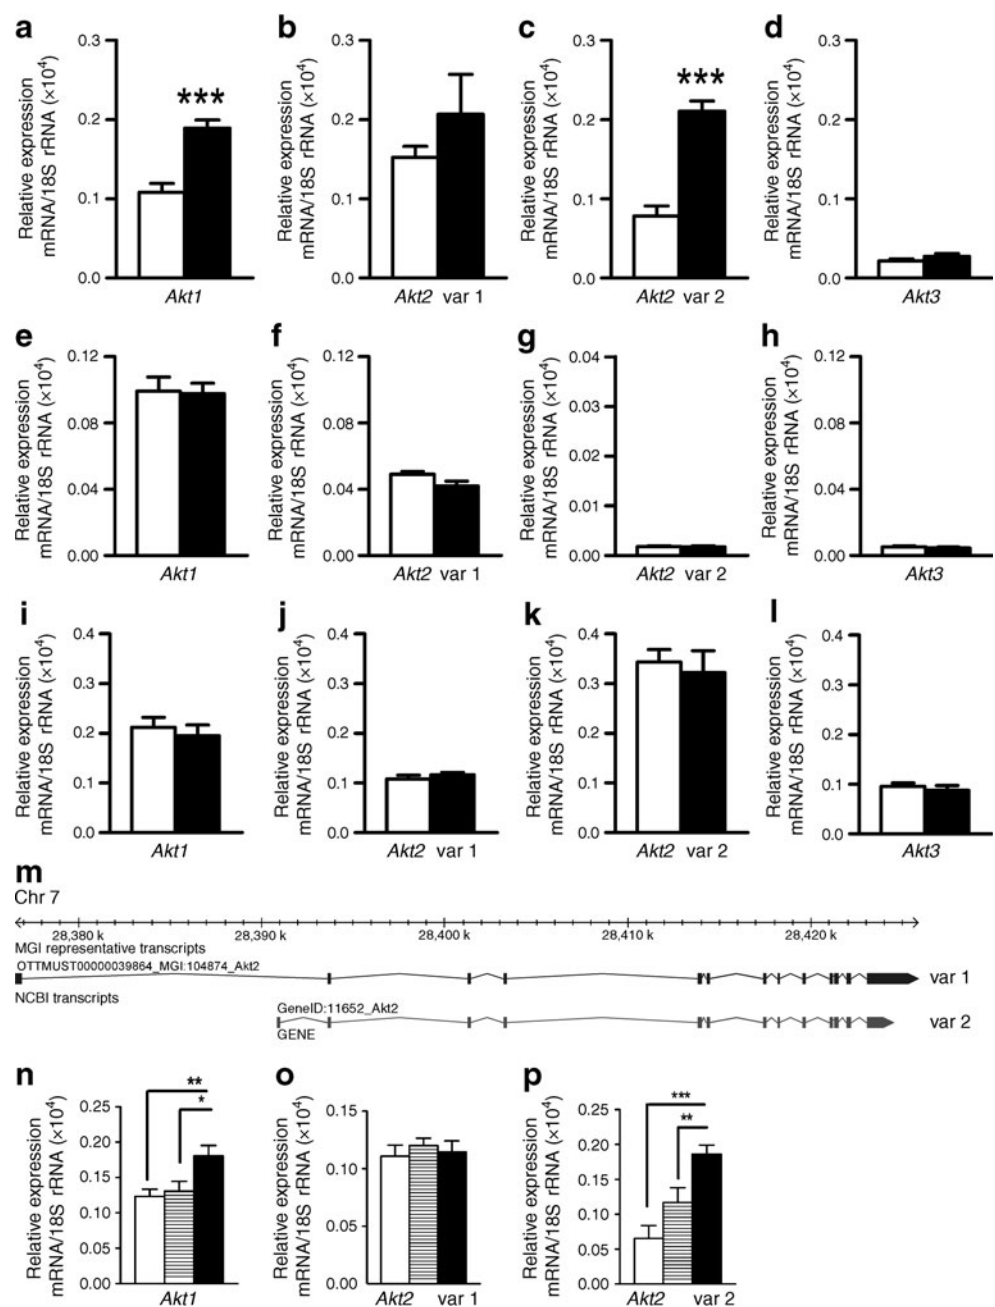 a
b
c
d
Relative expression
mRNA/18S rRNA (×10⁴)
0.3
0.2
0.1
0.0
***
Akt1
Relative expression
mRNA/18S rRNA (×10⁴)
0.3
0.2
0.1
0.0
Akt2 var 1
Relative expression
mRNA/18S rRNA (×10⁴)
0.3
0.2
0.1
0.0
***
Akt2 var 2
Relative expression
mRNA/18S rRNA (×10⁴)
0.3
0.2
0.1
0.0
Akt3
e
f
g
h
Relative expression
mRNA/18S rRNA (×10⁴)
0.12
0.08
0.04
0.00
Akt1
Relative expression
mRNA/18S rRNA (×10⁴)
0.12
0.08
0.04
0.00
Akt2 var 1
Relative expression
mRNA/18S rRNA (×10⁴)
0.04
0.03
0.02
0.01
0.00
Akt2 var 2
Relative expression
mRNA/18S rRNA (×10⁴)
0.12
0.08
0.04
0.00
Akt3
i
j
k
l
Relative expression
mRNA/18S rRNA (×10⁴)
0.4
0.3
0.2
0.1
0.0
Akt1
Relative expression
mRNA/18S rRNA (×10⁴)
0.4
0.3
0.2
0.1
0.0
Akt2 var 1
Relative expression
mRNA/18S rRNA (×10⁴)
0.4
0.3
0.2
0.1
0.0
Akt2 var 2
Relative expression
mRNA/18S rRNA (×10⁴)
0.4
0.3
0.2
0.1
0.0
Akt3
m
Chr 7
28,380 k 28,390 k 28,400 k 28,410 k 28,420 k
MGI representative transcripts
OTTMUST00000039864_MGI:104874_Akt2
var 1
NCBI transcripts
GeneID:11652_Akt2
GENE
var 2
n
o
p
Relative expression
mRNA/18S rRNA (×10⁴)
0.25
0.20
0.15
0.10
0.05
0.00
**
*
Akt1
Relative expression
mRNA/18S rRNA (×10⁴)
0.15
0.10
0.05
0.00
Akt2 var 1
Relative expression
mRNA/18S rRNA (×10⁴)
0.25
0.20
0.15
0.10
0.05
0.00
***
**
Akt2 var 2